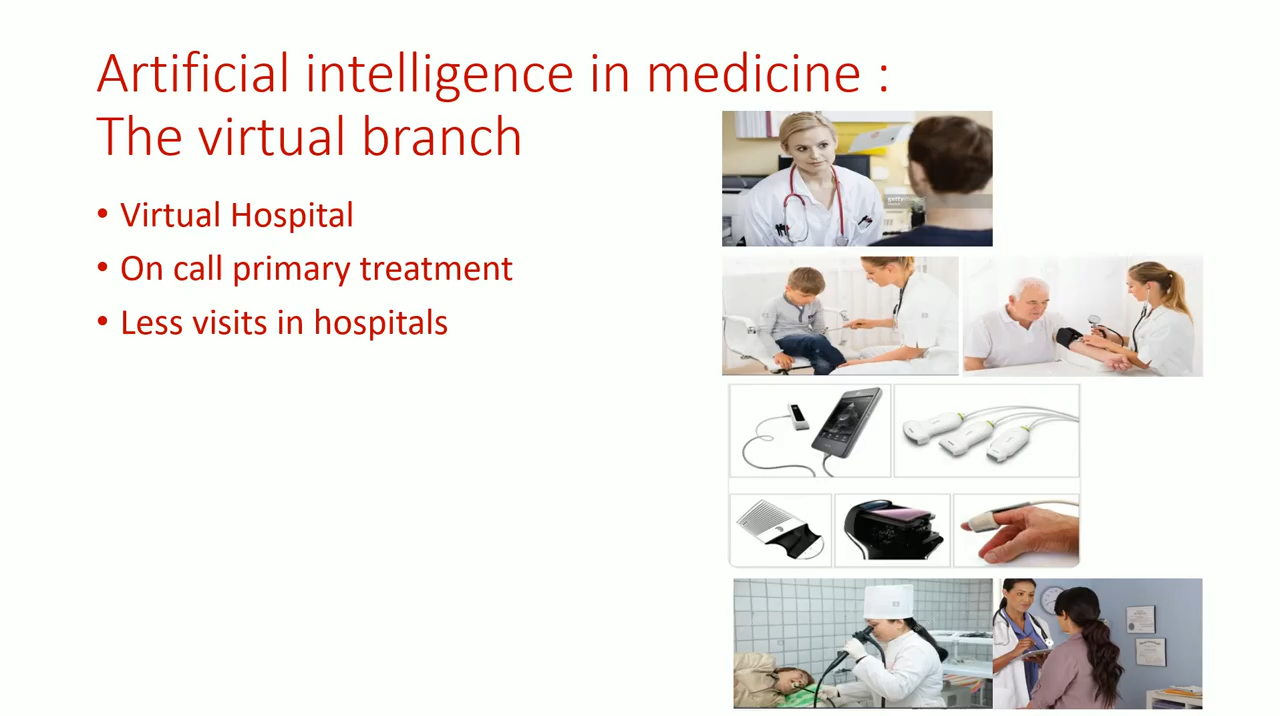 Artificial intelligence in medicine :
The virtual branch
• Virtual Hospital
• On call primary treatment
• Less visits in hospitals